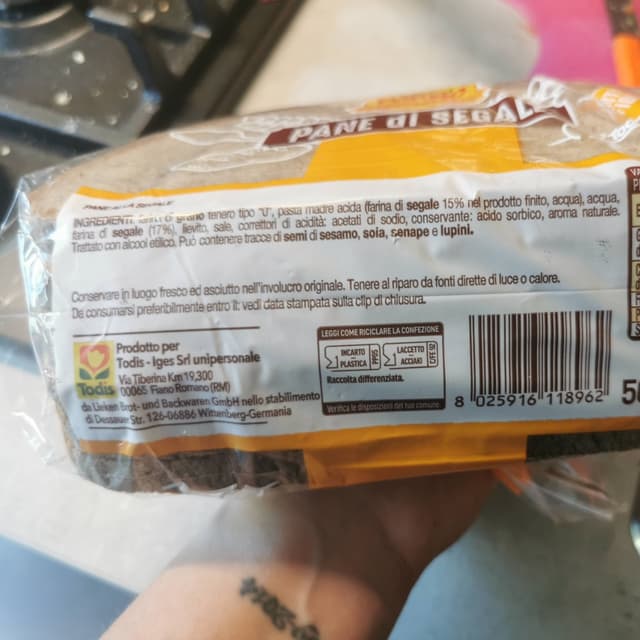 PANE DI SEGALE
INGREDIENTI: di grano tenero tipo "0", pasta madre acida (farina di segale 15% nel prodotto finito, acqua), acqua,
farina di segale (17%), lievito, sale, correttori di acidità: acetati di sodio, conservante: acido sorbico, aroma naturale.
Trattato con alcool etilico. Può contenere tracce di semi di sesamo, soia, senape e lupini.
Conservare in luogo fresco ed asciutto nell'involucro originale. Tenere al riparo da fonti dirette di luce o calore.
Da consumarsi preferibilmente entro il: vedi data stampata sulla clip di chiusura.
Todis
Prodotto per
Todis - Iges Srl unipersonale
Via Tiberina Km 19,300
00065 Fiano Romano (RM)
da Lieken Brot- und Backwaren GmbH nello stabilimento
di Dessauer Str. 126-06886 Wittenberg-Germania
LEGGI COME RICICLARE LA CONFEZIONE
INCARTO
PLASTICA
LACCETTO
ACCIAIO
Raccolta differenziata.
Verifica le disposizioni del tuo comune
8 025916 118962